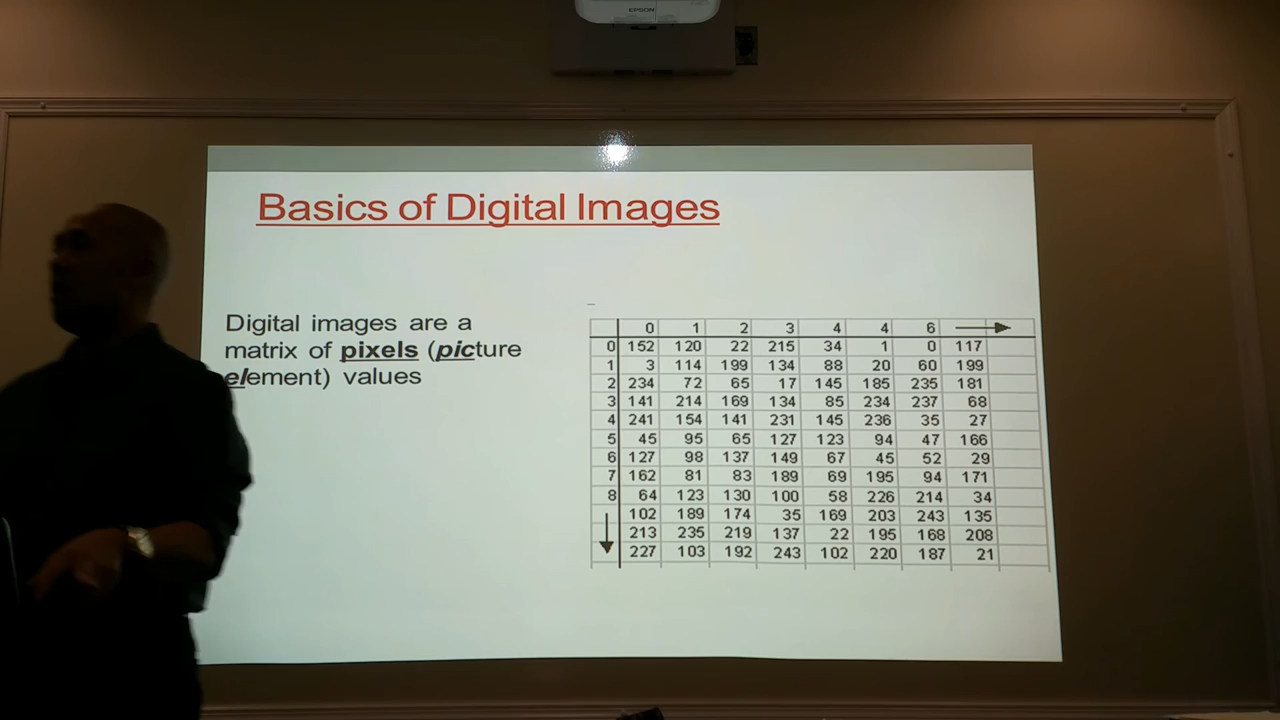 EPSON
Basics of Digital Images
Digital images are a
matrix of pixels (picture
element) values
0 1 2 3 4 4 6
0 152 120 22 215 34 1 0 117
1 3 114 199 134 88 20 60 199
2 234 72 65 17 145 185 235 181
3 141 214 169 134 85 234 237 68
4 241 154 141 231 145 236 35 27
5 45 95 65 127 123 94 47 166
6 127 98 137 149 67 45 52 29
7 162 81 83 189 69 195 94 171
8 64 123 130 100 58 226 214 34
102 189 174 35 169 203 243 135
213 235 219 137 22 195 168 208
227 103 192 243 102 220 187 21